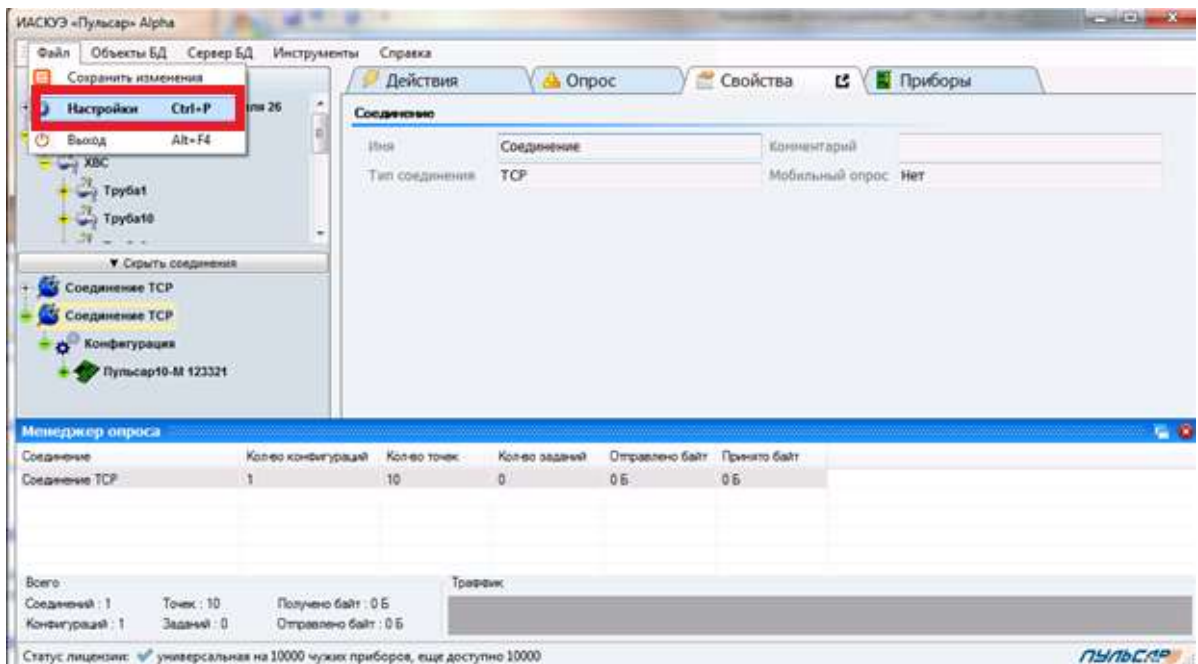 ИАСКУЭ «Пульсар» Alpha
Файл Объекты БД Сервер БД Инструменты Справка
Сохранить изменения
Настройки Ctrl+P
26
Выход Alt+F4
ХВС
Труба1
Труба10
▼ Скрыть соединения
Соединение TCP
Соединение TCP
Конфигурация
Пульсар10-М 123321
Действия Опрос Свойства Приборы
Соединение
Имя Соединение Комментарий
Тип соединения TCP Мобильный опрос Нет
Менеджер опроса
Соединение Кол-во конфигураций Кол-во точек Кол-во заданий Отправлено байт Принято байт
Соединение TCP 1 10 0 0 Б 0 Б
Всего Траффик
Соединений : 1 Точек : 10 Получено байт : 0 Б
Конфигураций : 1 Заданий : 0 Отправлено байт : 0 Б
Статус лицензии: универсальная на 10000 чужих приборов, еще доступно 10000
ПУЛЬСАР